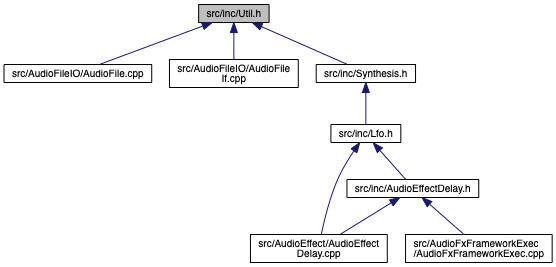 src/inc/Util.h
src/AudioFileIO/AudioFile.cpp
src/AudioFileIO/AudioFile
If.cpp
src/inc/Synthesis.h
src/inc/Lfo.h
src/inc/AudioEffectDelay.h
src/AudioEffect/AudioEffect
Delay.cpp
src/AudioFxFrameworkExec
/AudioFxFrameworkExec.cpp